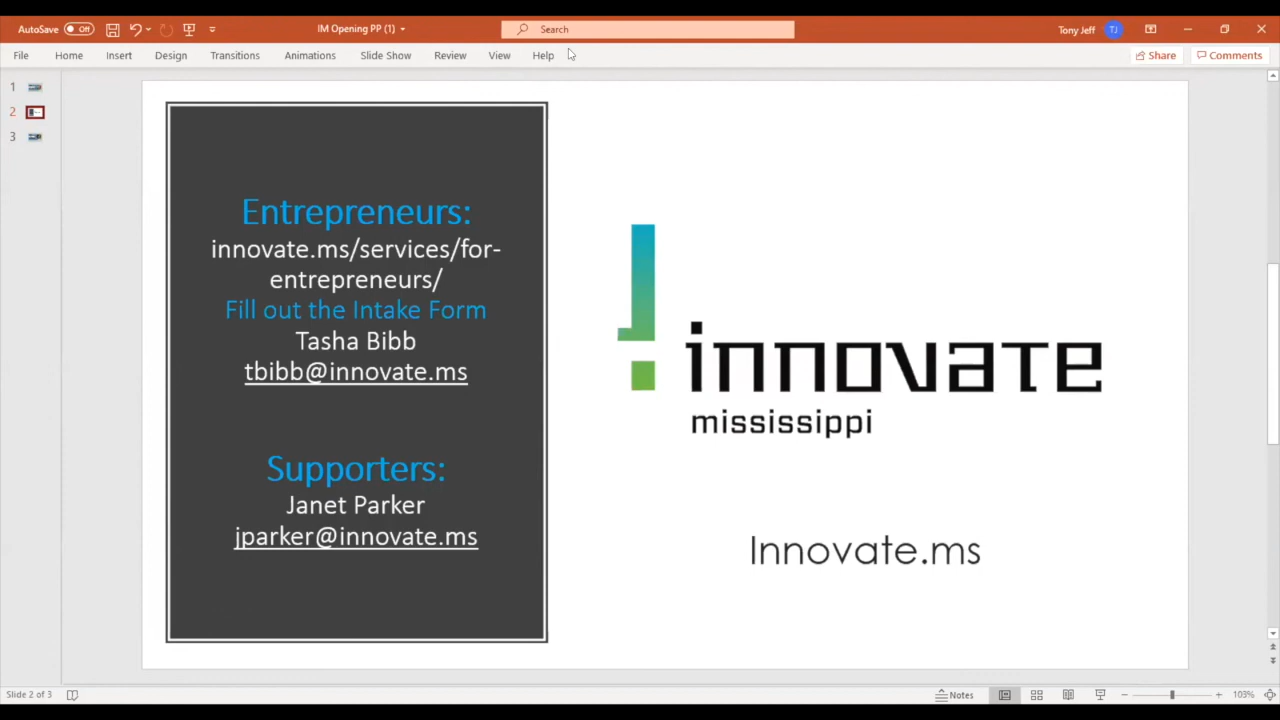 AutoSave Off
IM Opening PP (1)
Search
Tony Jeff TJ
File Home Insert Design Transitions Animations Slide Show Review View Help
Share Comments
1
2
3
Entrepreneurs:
innovate.ms/services/for-
entrepreneurs/
Fill out the Intake Form
Tasha Bibb
tbibb@innovate.ms
Supporters:
Janet Parker
jparker@innovate.ms
innovate
mississippi
Innovate.ms
Slide 2 of 3
Notes
103%